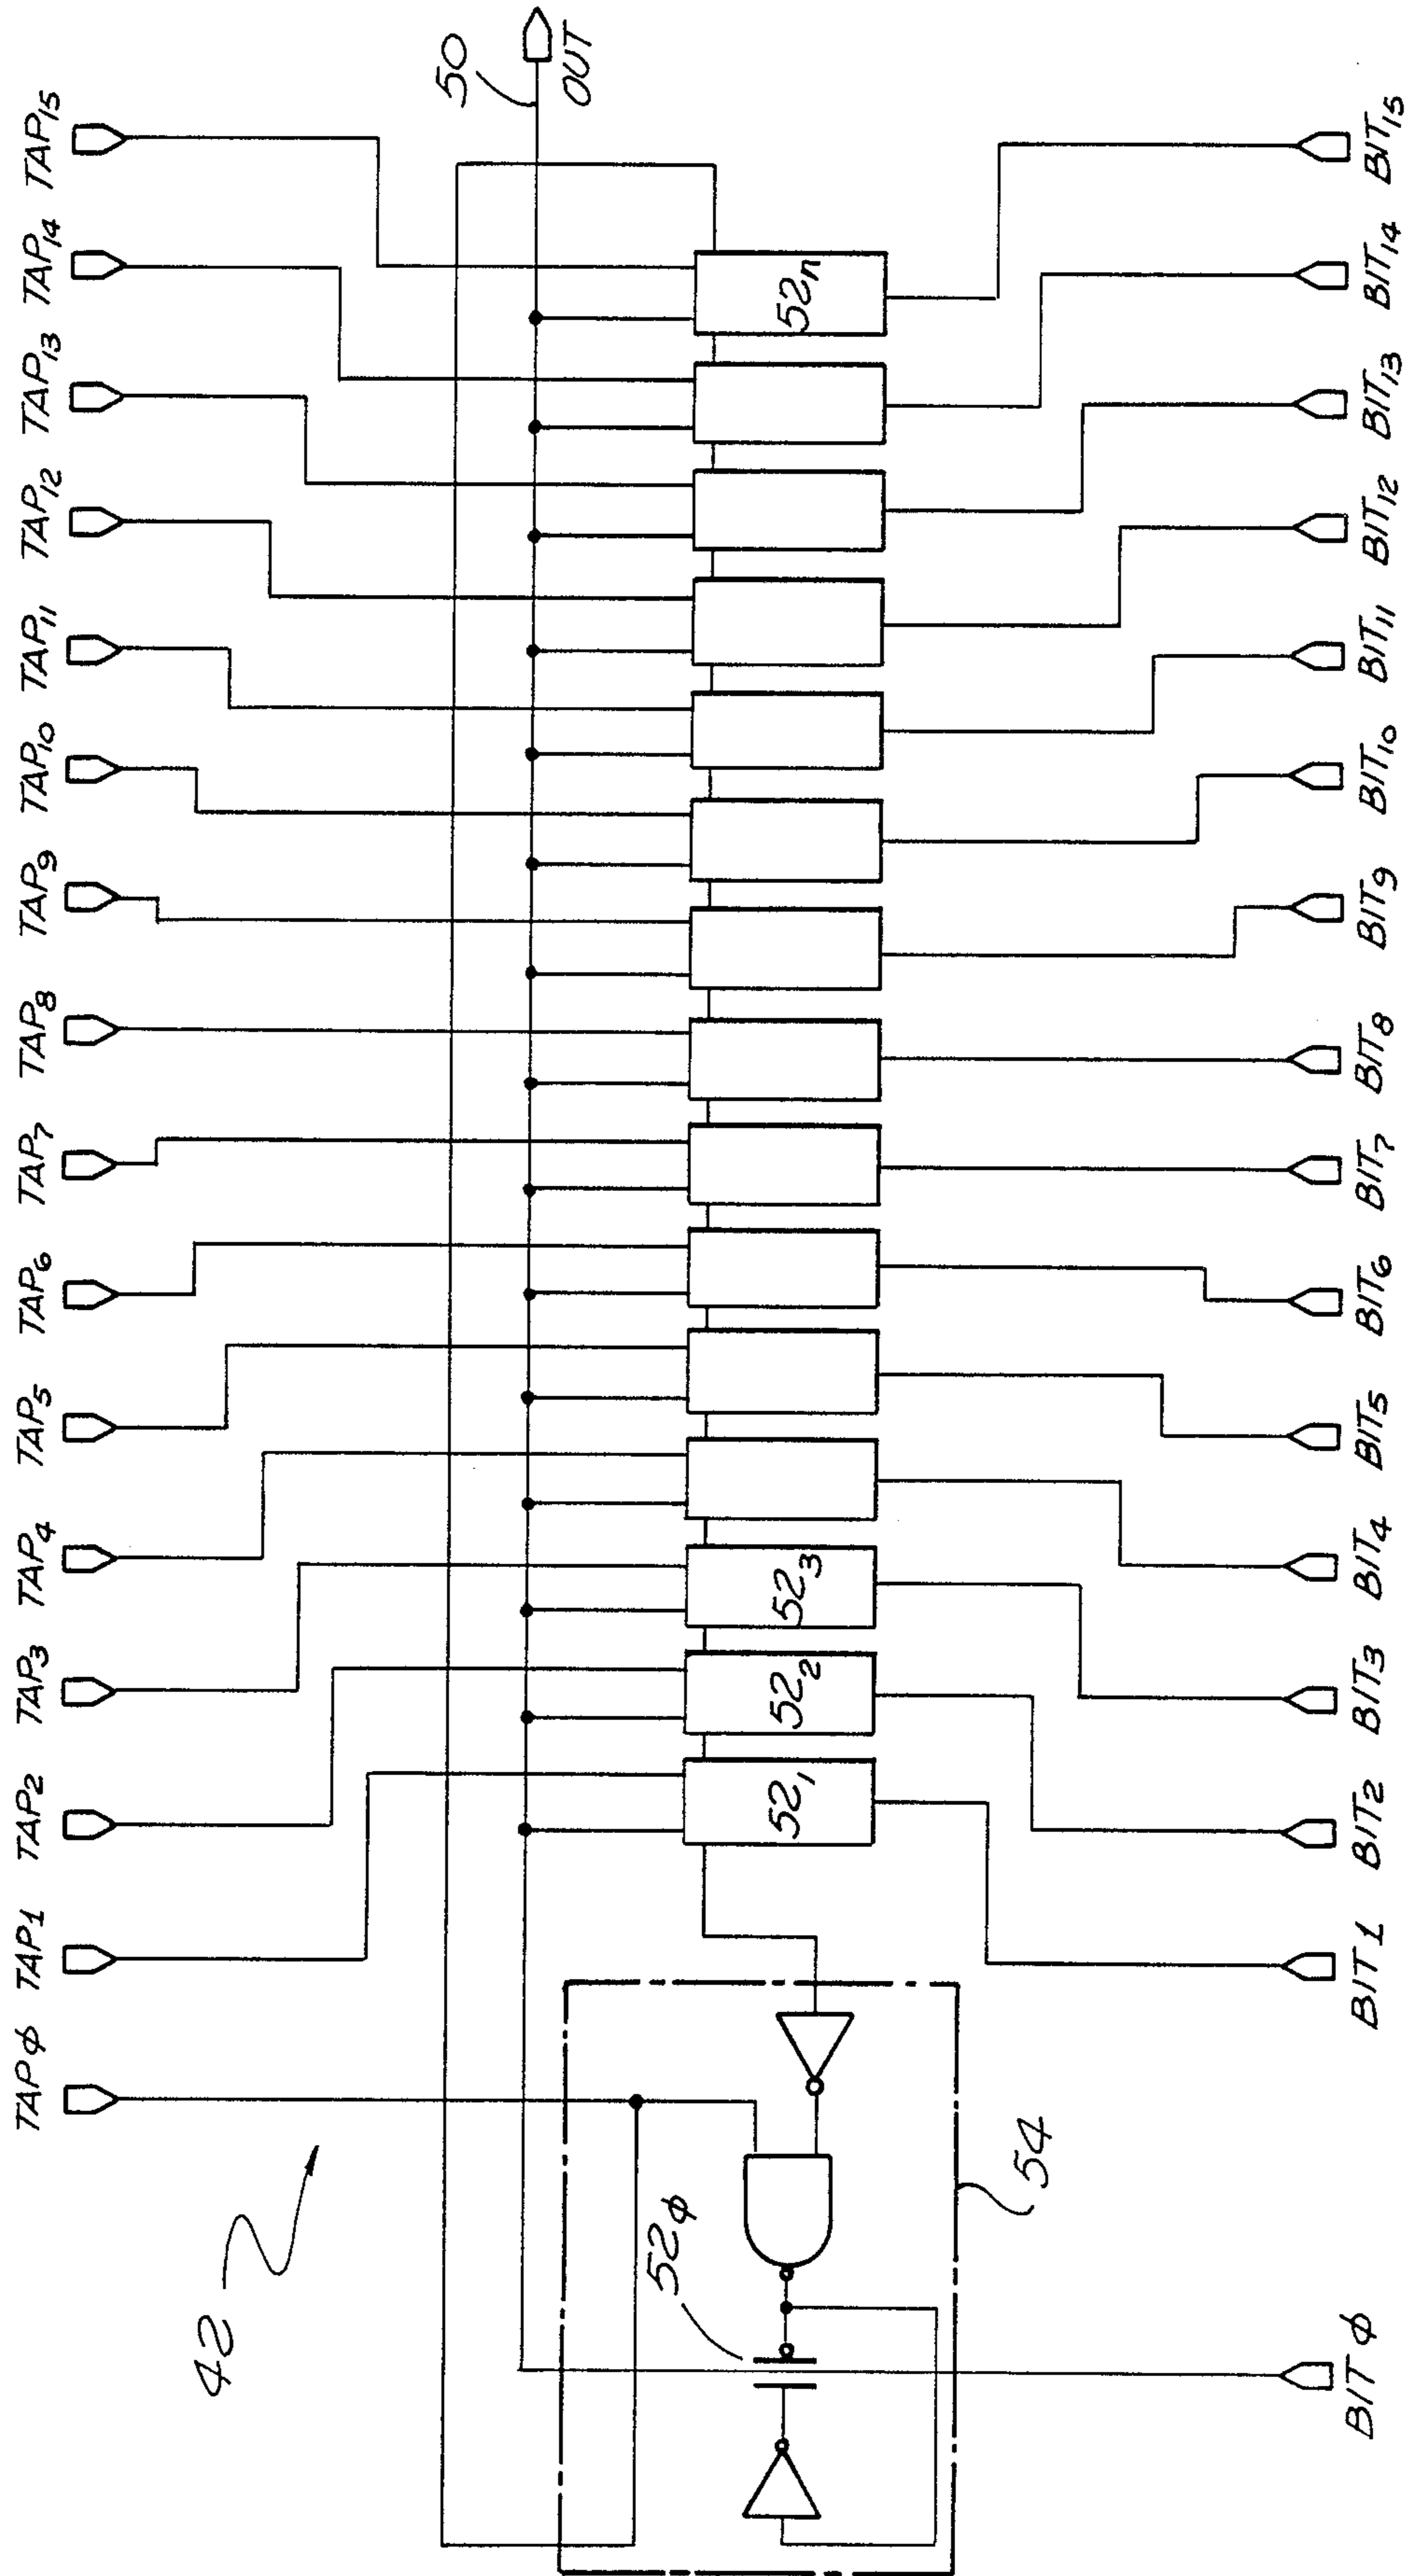 TAPφ
TAP1
TAP2
TAP3
TAP4
TAP5
TAP6
TAP7
TAP8
TAP9
TAP10
TAP11
TAP12
TAP13
TAP14
TAP15
42
50
OUT
52φ
54
52₁
52₂
52₃
52n
BITφ
BIT 1
BIT2
BIT3
BIT4
BIT5
BIT6
BIT7
BIT8
BIT9
BIT10
BIT11
BIT12
BIT13
BIT14
BIT15